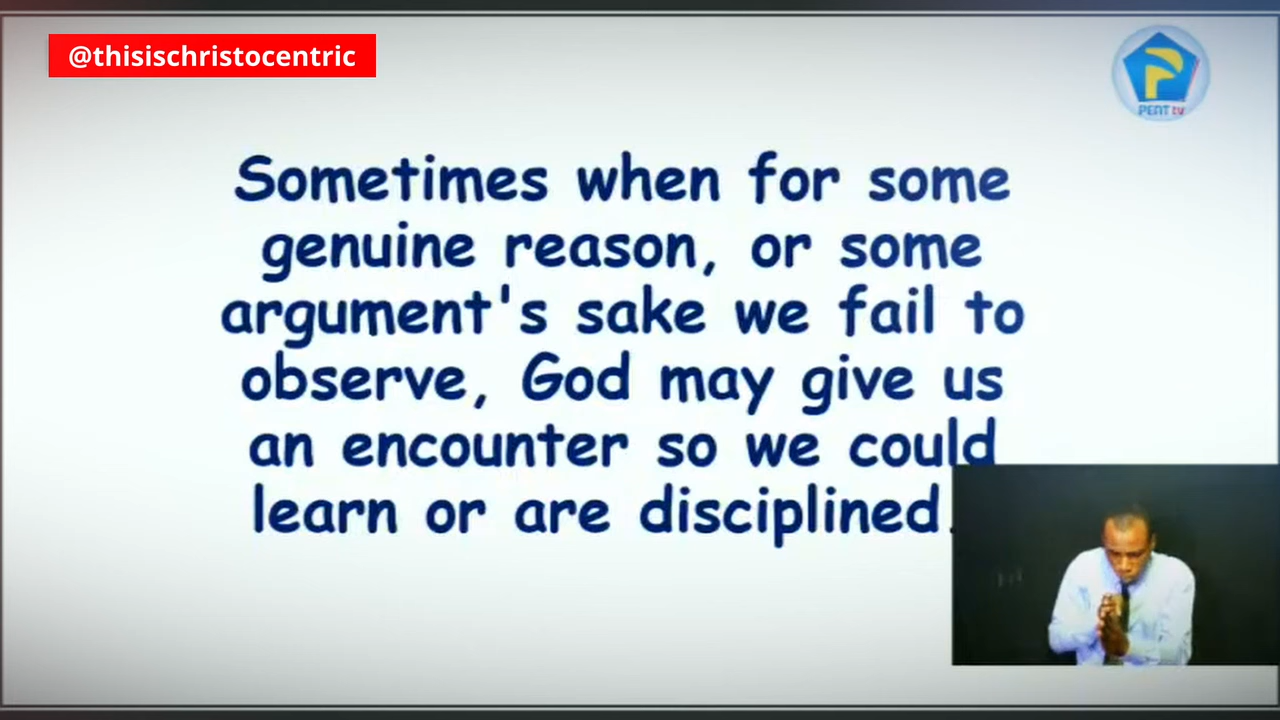 @thisischristocentric
PENT tv
Sometimes when for some
genuine reason, or some
argument's sake we fail to
observe, God may give us
an encounter so we could
learn or are disciplined.